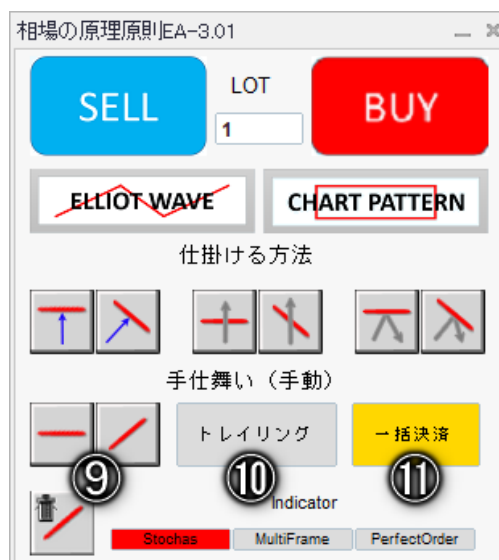 相場の原理原則EA-3.01
SELL
LOT
1
BUY
ELLIOT WAVE
CHART PATTERN
仕掛ける方法
手仕舞い（手動）
トレイリング
一括決済
⑨
⑩
⑪
Indicator
Stochas
MultiFrame
PerfectOrder